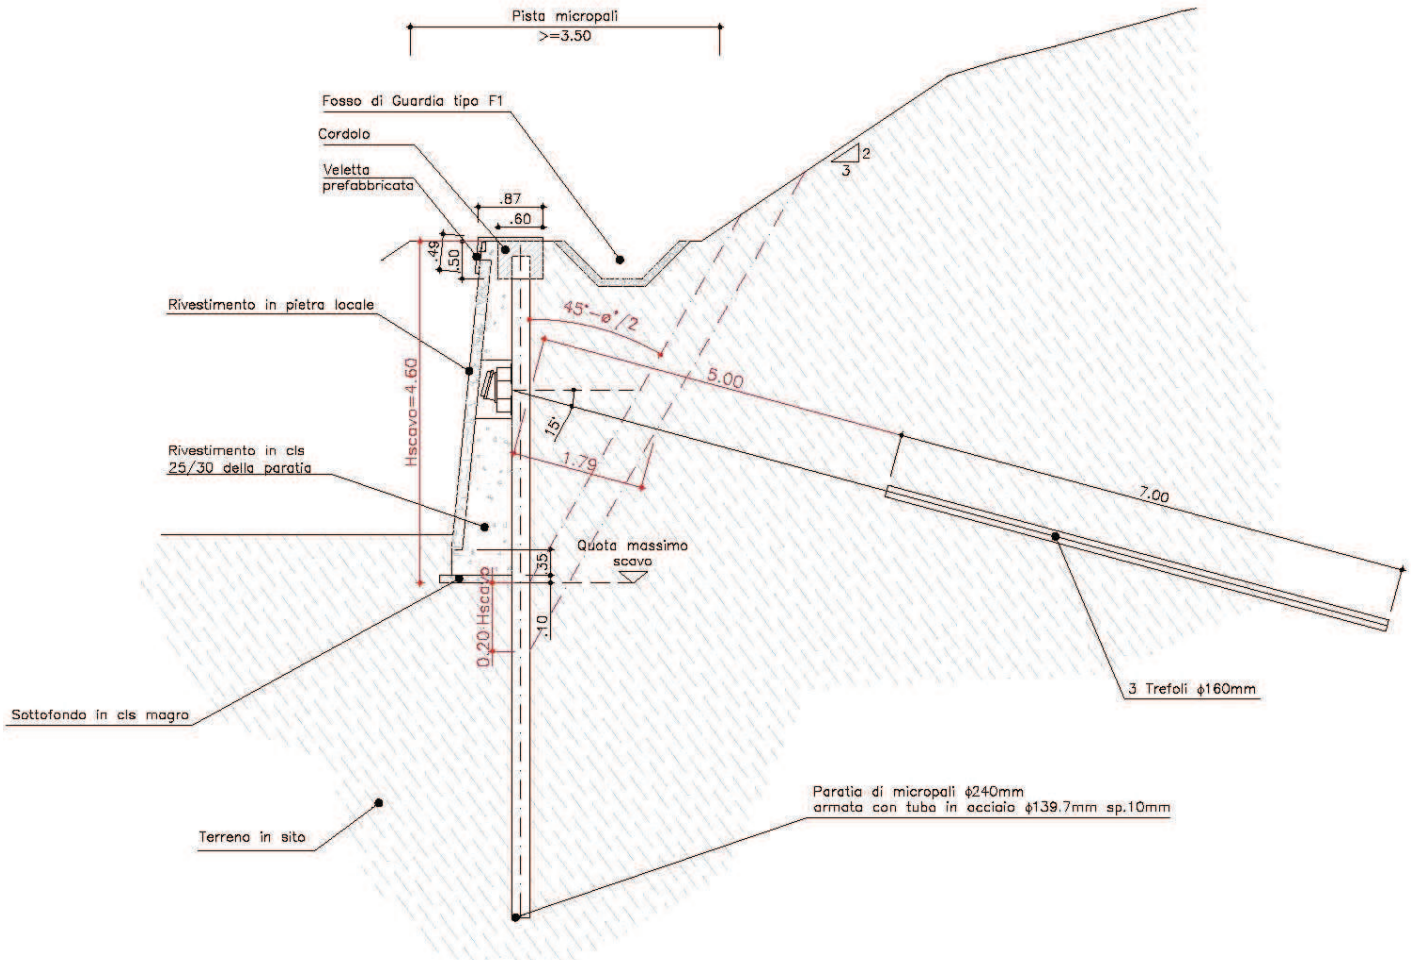 Pista micropali
>=3.50
Fosso di Guardia tipo F1
Cordolo
Veletta
prefabbricata
.87
.60
.49
.50
2
3
Rivestimento in pietra locale
45°-ø'/2
Hscavo=4.60
5.00
15°
1.79
Rivestimento in cls
25/30 della paratia
7.00
Quota massimo
scavo
.35
.10
0.20 Hscavo
3 Trefoli ϕ160mm
Sottofondo in cls magro
Paratia di micropali ϕ240mm
armata con tubo in acciaio ϕ139.7mm sp.10mm
Terreno in sito